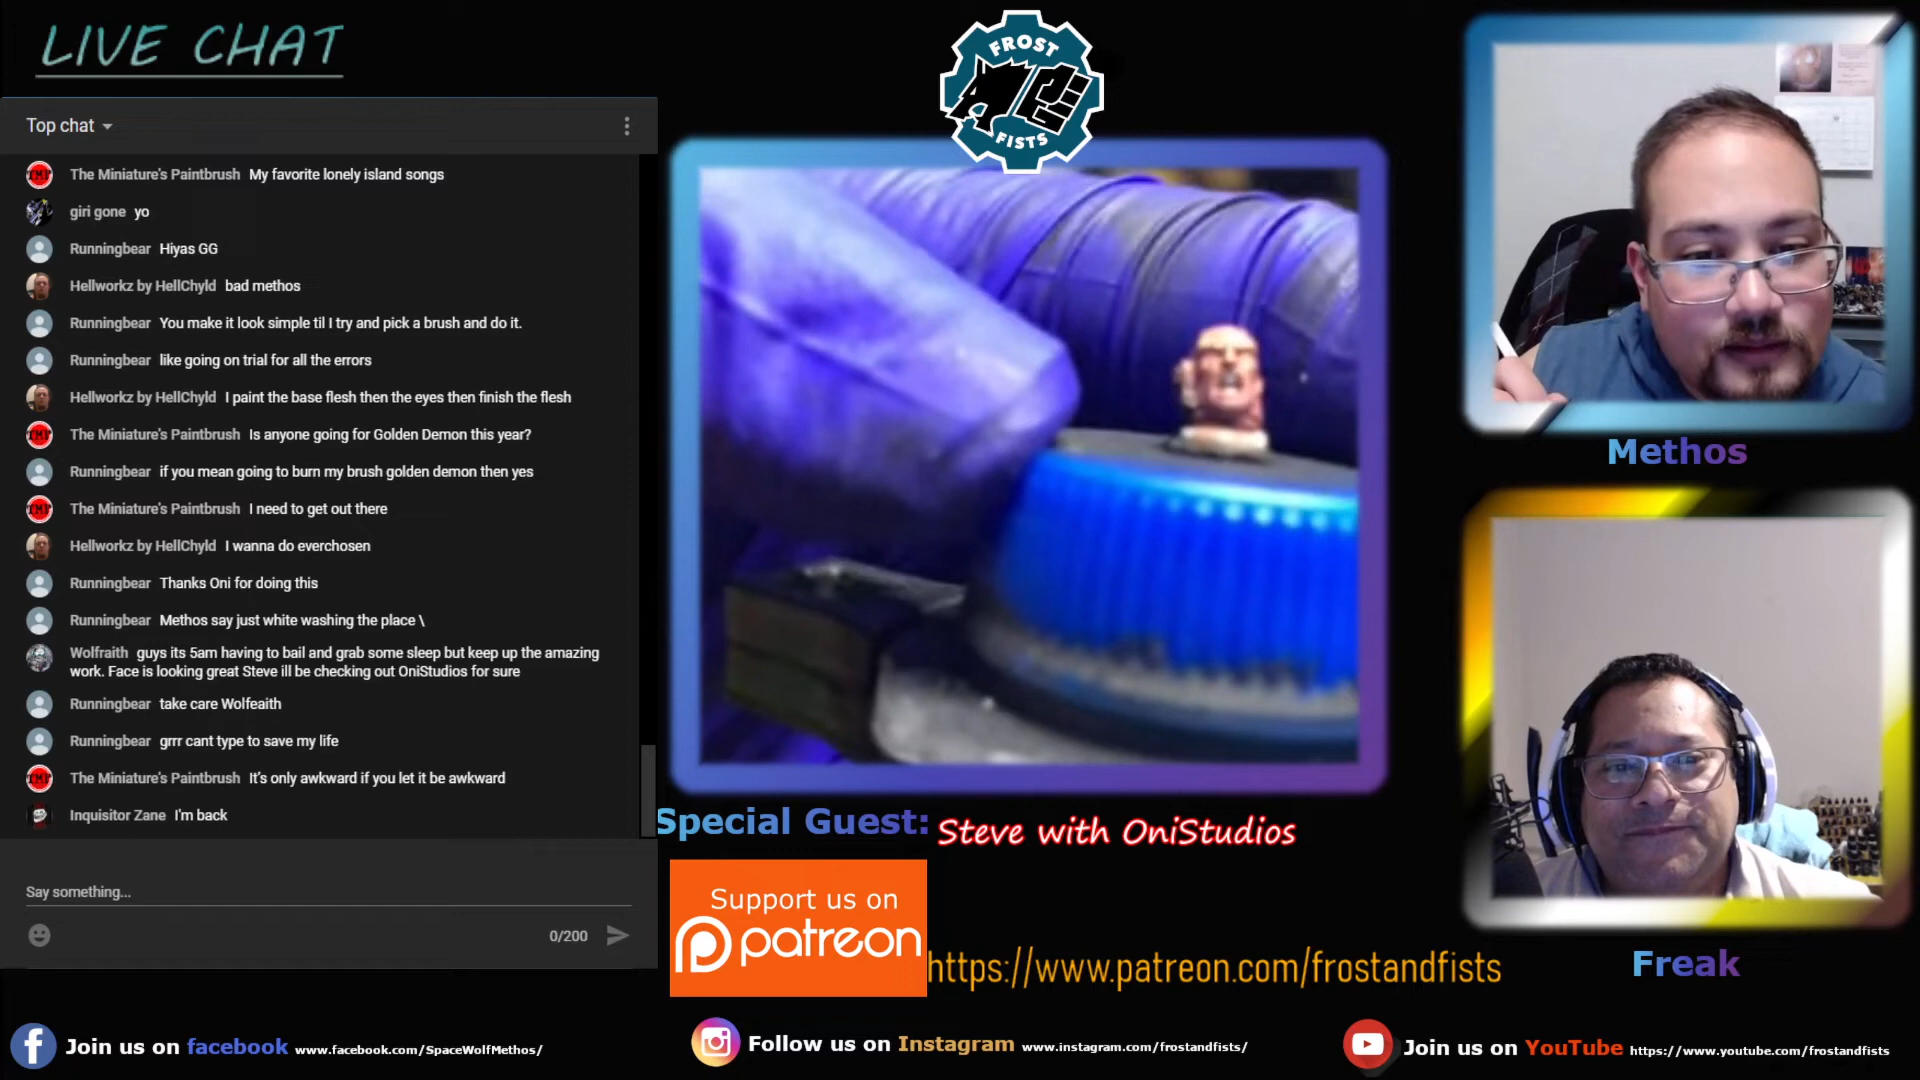 LIVE CHAT
Top chat
The Miniature's Paintbrush My favorite lonely island songs
giri gone yo
Runningbear Hiyas GG
Hellworkz by HellChyld bad methos
Runningbear You make it look simple til I try and pick a brush and do it.
Runningbear like going on trial for all the errors
Hellworkz by HellChyld I paint the base flesh then the eyes then finish the flesh
The Miniature's Paintbrush Is anyone going for Golden Demon this year?
Runningbear if you mean going to burn my brush golden demon then yes
The Miniature's Paintbrush I need to get out there
Hellworkz by HellChyld I wanna do everchosen
Runningbear Thanks Oni for doing this
Runningbear Methos say just white washing the place \
Wolfraith guys its 5am having to bail and grab some sleep but keep up the amazing
work. Face is looking great Steve ill be checking out OniStudios for sure
Runningbear take care Wolfeaith
Runningbear grrr cant type to save my life
The Miniature's Paintbrush It's only awkward if you let it be awkward
Inquisitor Zane I'm back
Say something...
0/200
FROST
FISTS
Methos
Freak
Special Guest: Steve with OniStudios
Support us on
patreon
https://www.patreon.com/frostandfists
Join us on facebook www.facebook.com/SpaceWolfMethos/
Follow us on Instagram www.instagram.com/frostandfists/
Join us on YouTube https://www.youtube.com/frostandfists